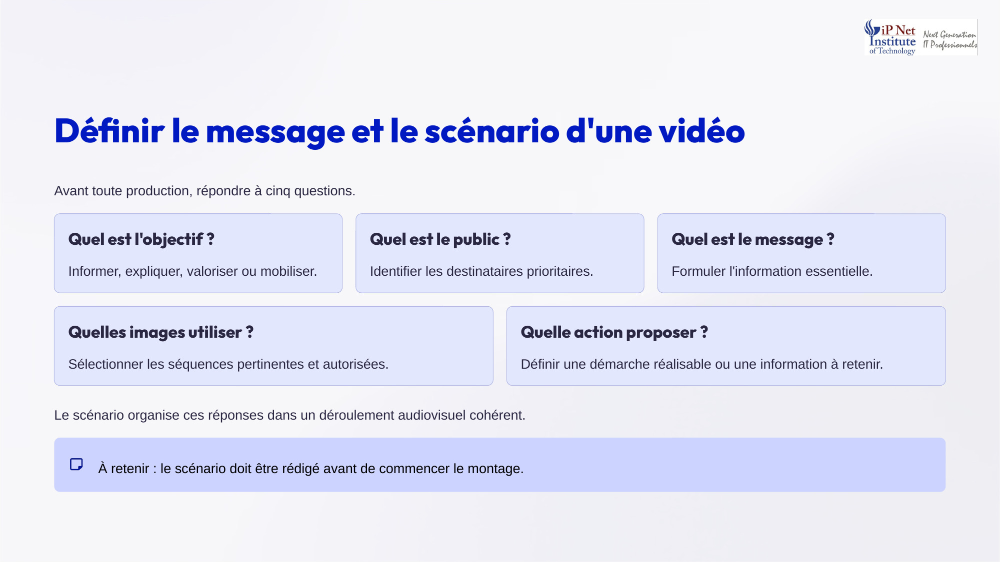 iP Net
Institute
of Technology
Next Generation
IT Professionnels
Définir le message et le scénario d'une vidéo
Avant toute production, répondre à cinq questions.
Quel est l'objectif ?
Informer, expliquer, valoriser ou mobiliser.
Quel est le public ?
Identifier les destinataires prioritaires.
Quel est le message ?
Formuler l'information essentielle.
Quelles images utiliser ?
Sélectionner les séquences pertinentes et autorisées.
Quelle action proposer ?
Définir une démarche réalisable ou une information à retenir.
Le scénario organise ces réponses dans un déroulement audiovisuel cohérent.
À retenir : le scénario doit être rédigé avant de commencer le montage.